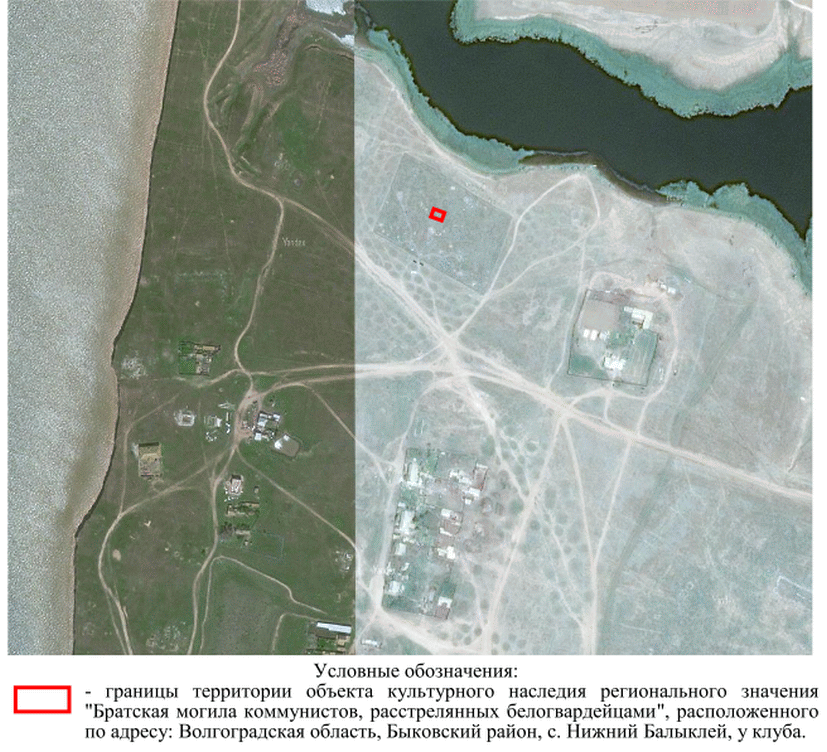 Yandex
Условные обозначения:
- границы территории объекта культурного наследия регионального значения
"Братская могила коммунистов, расстрелянных белогвардейцами", расположенного
по адресу: Волгоградская область, Быковский район, с. Нижний Балыклей, у клуба.